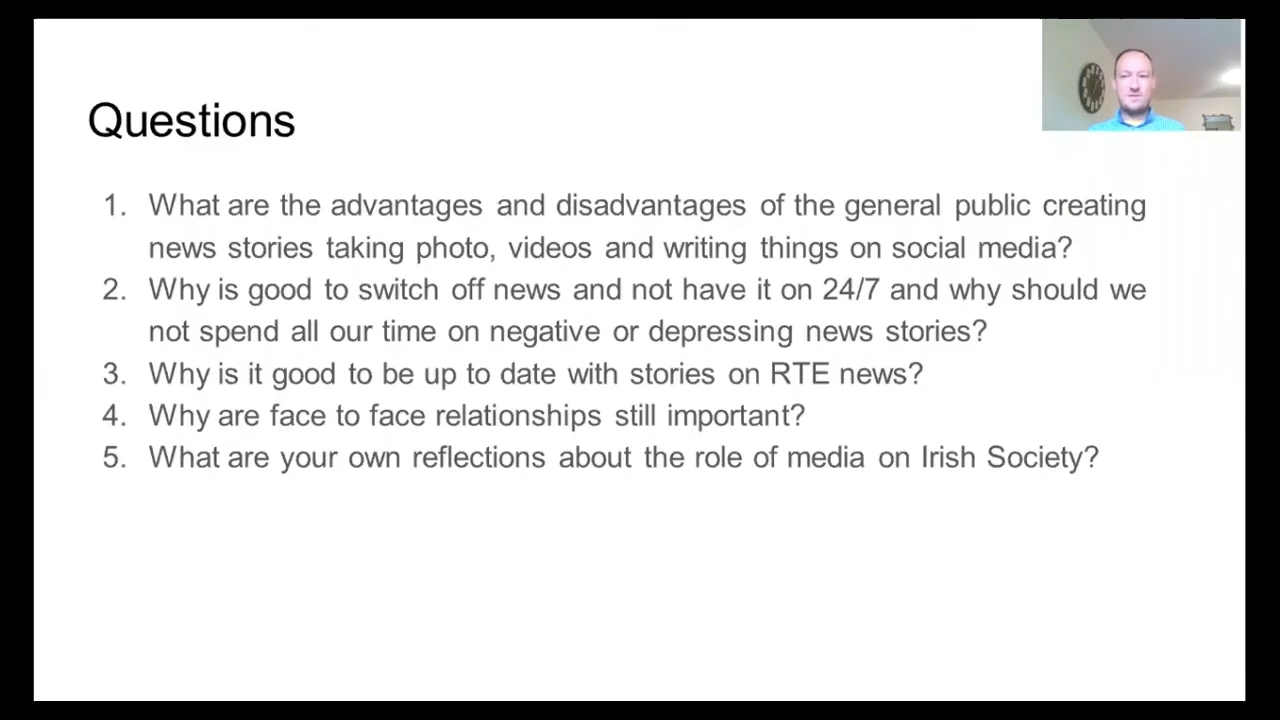 Questions
1. What are the advantages and disadvantages of the general public creating
news stories taking photo, videos and writing things on social media?
2. Why is good to switch off news and not have it on 24/7 and why should we
not spend all our time on negative or depressing news stories?
3. Why is it good to be up to date with stories on RTE news?
4. Why are face to face relationships still important?
5. What are your own reflections about the role of media on Irish Society?